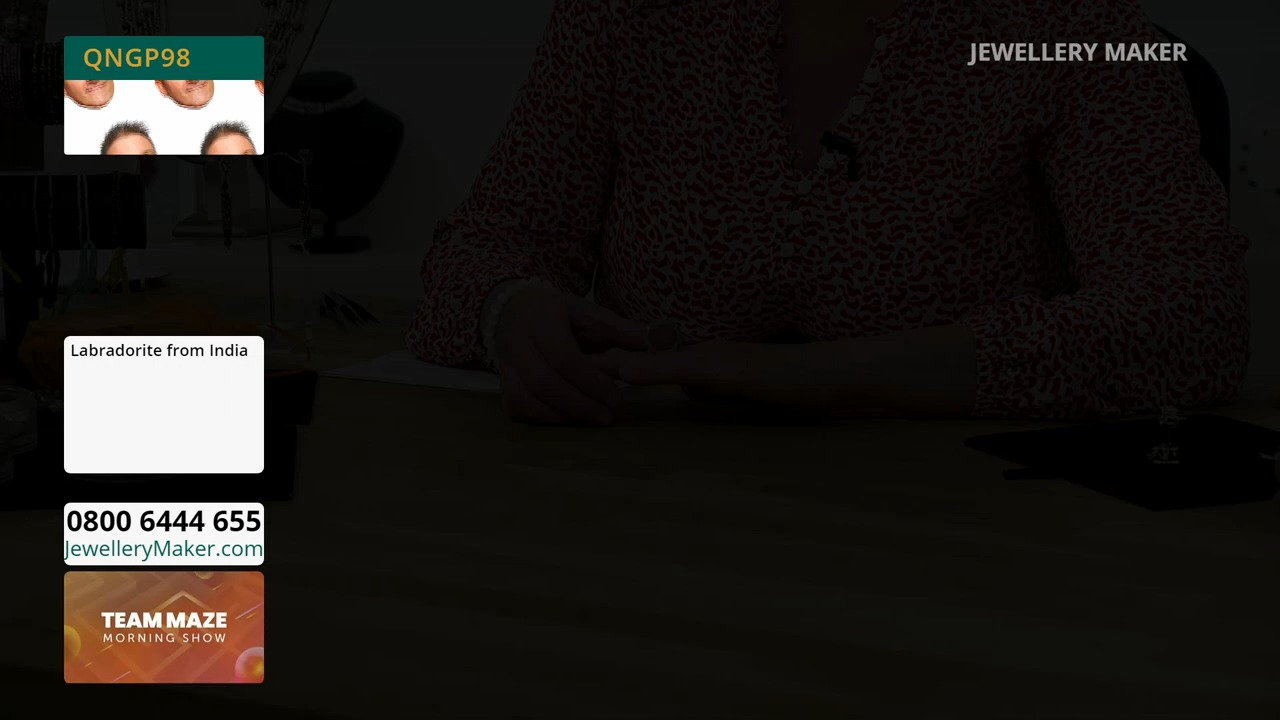 QNGP98
JEWELLERY MAKER
Labradorite from India
0800 6444 655
JewelleryMaker.com
TEAM MAZE
MORNING SHOW